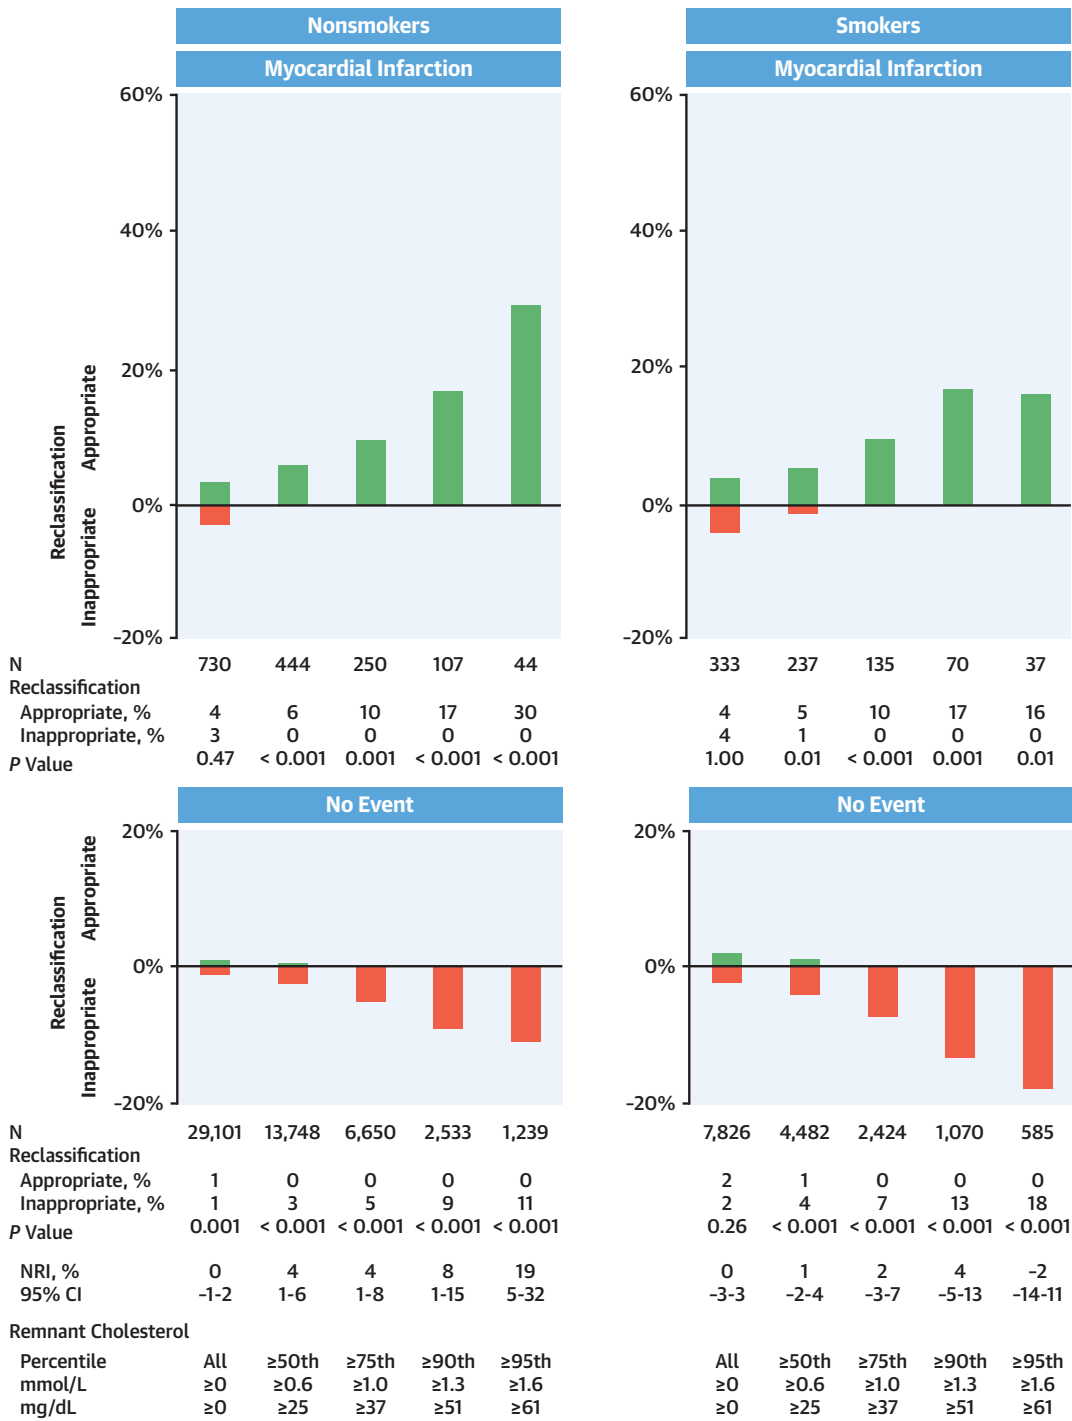 Nonsmokers
Smokers
Myocardial Infarction
Myocardial Infarction
60%
40%
20%
0%
-20%
Reclassification
Inappropriate Appropriate
60%
40%
20%
0%
-20%
N 730 444 250 107 44 333 237 135 70 37
Reclassification
Appropriate, % 4 6 10 17 30 4 5 10 17 16
Inappropriate, % 3 0 0 0 0 4 1 0 0 0
P Value 0.47 < 0.001 0.001 < 0.001 < 0.001 1.00 0.01 < 0.001 0.001 0.01
No Event
No Event
20%
0%
-20%
Reclassification
Inappropriate Appropriate
20%
0%
-20%
N 29,101 13,748 6,650 2,533 1,239 7,826 4,482 2,424 1,070 585
Reclassification
Appropriate, % 1 0 0 0 0 2 1 0 0 0
Inappropriate, % 1 3 5 9 11 2 4 7 13 18
P Value 0.001 < 0.001 < 0.001 < 0.001 < 0.001 0.26 < 0.001 < 0.001 < 0.001 < 0.001
NRI, % 0 4 4 8 19 0 1 2 4 -2
95% CI -1-2 1-6 1-8 1-15 5-32 -3-3 -2-4 -3-7 -5-13 -14-11
Remnant Cholesterol
Percentile All ≥50th ≥75th ≥90th ≥95th All ≥50th ≥75th ≥90th ≥95th
mmol/L ≥0 ≥0.6 ≥1.0 ≥1.3 ≥1.6 ≥0 ≥0.6 ≥1.0 ≥1.3 ≥1.6
mg/dL ≥0 ≥25 ≥37 ≥51 ≥61 ≥0 ≥25 ≥37 ≥51 ≥61